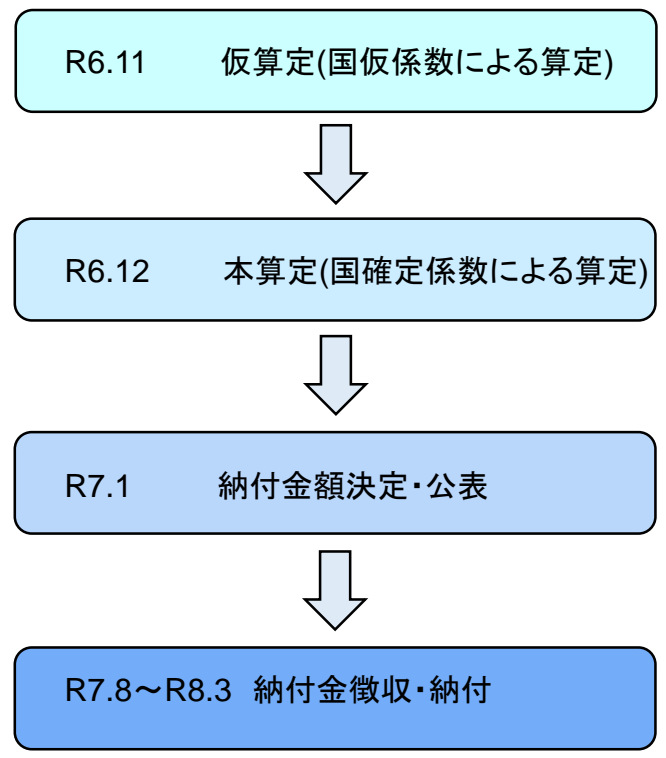 R6.11 仮算定(国仮係数による算定)
R6.12 本算定(国確定係数による算定)
R7.1 納付金額決定・公表
R7.8～R8.3 納付金徴収・納付